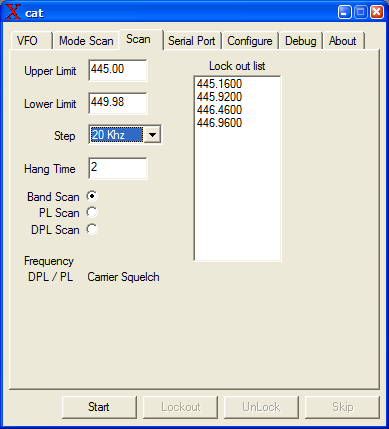 cat
VFO Mode Scan Scan Serial Port Configure Debug About
Upper Limit 445.00
Lower Limit 449.98
Step 20 Khz
Hang Time 2
Band Scan
PL Scan
DPL Scan
Frequency
DPL / PL Carrier Squelch
Lock out list
445.1600
445.9200
446.4600
446.9600
Start Lockout UnLock Skip